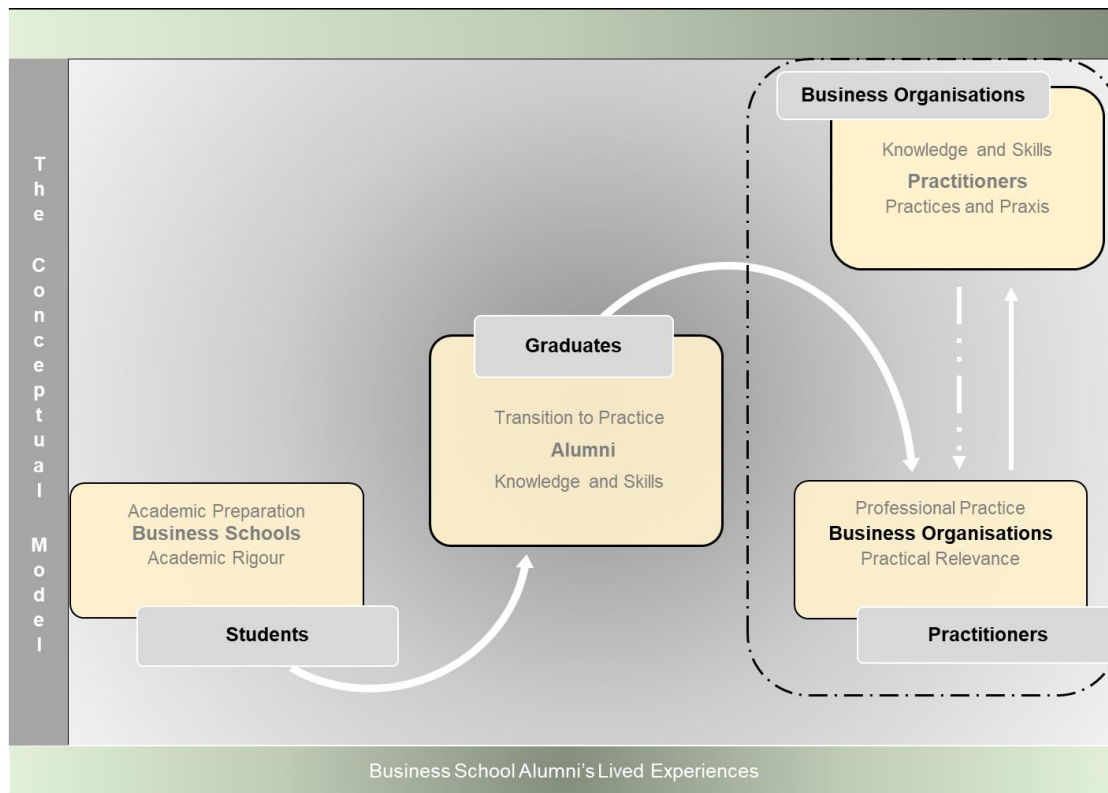 The Conceptual Model
Business Organisations
Knowledge and Skills
Practitioners
Practices and Praxis
Graduates
Transition to Practice
Alumni
Knowledge and Skills
Academic Preparation
Business Schools
Academic Rigour
Students
Professional Practice
Business Organisations
Practical Relevance
Practitioners
Business School Alumni's Lived Experiences